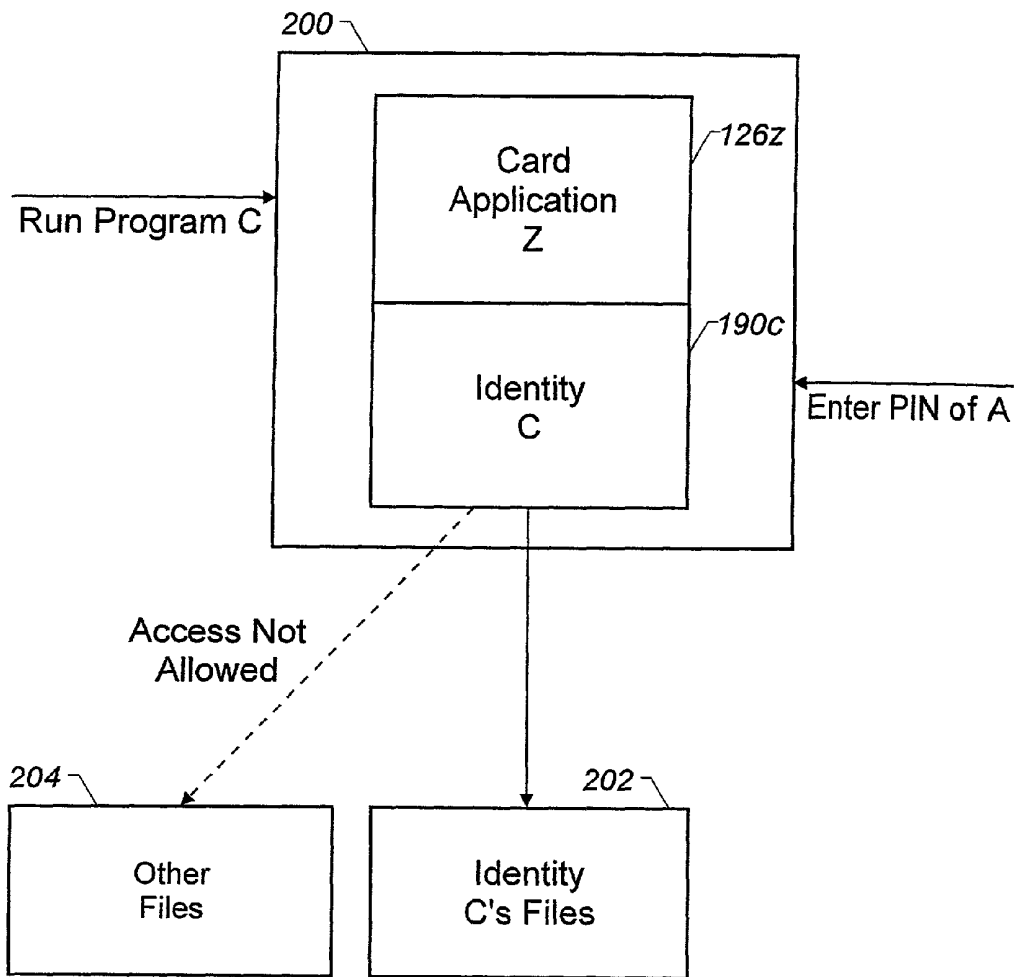 200
126z
Card
Application
Z
Run Program C
190c
Identity
C
Enter PIN of A
Access Not
Allowed
204
202
Other
Files
Identity
C's Files